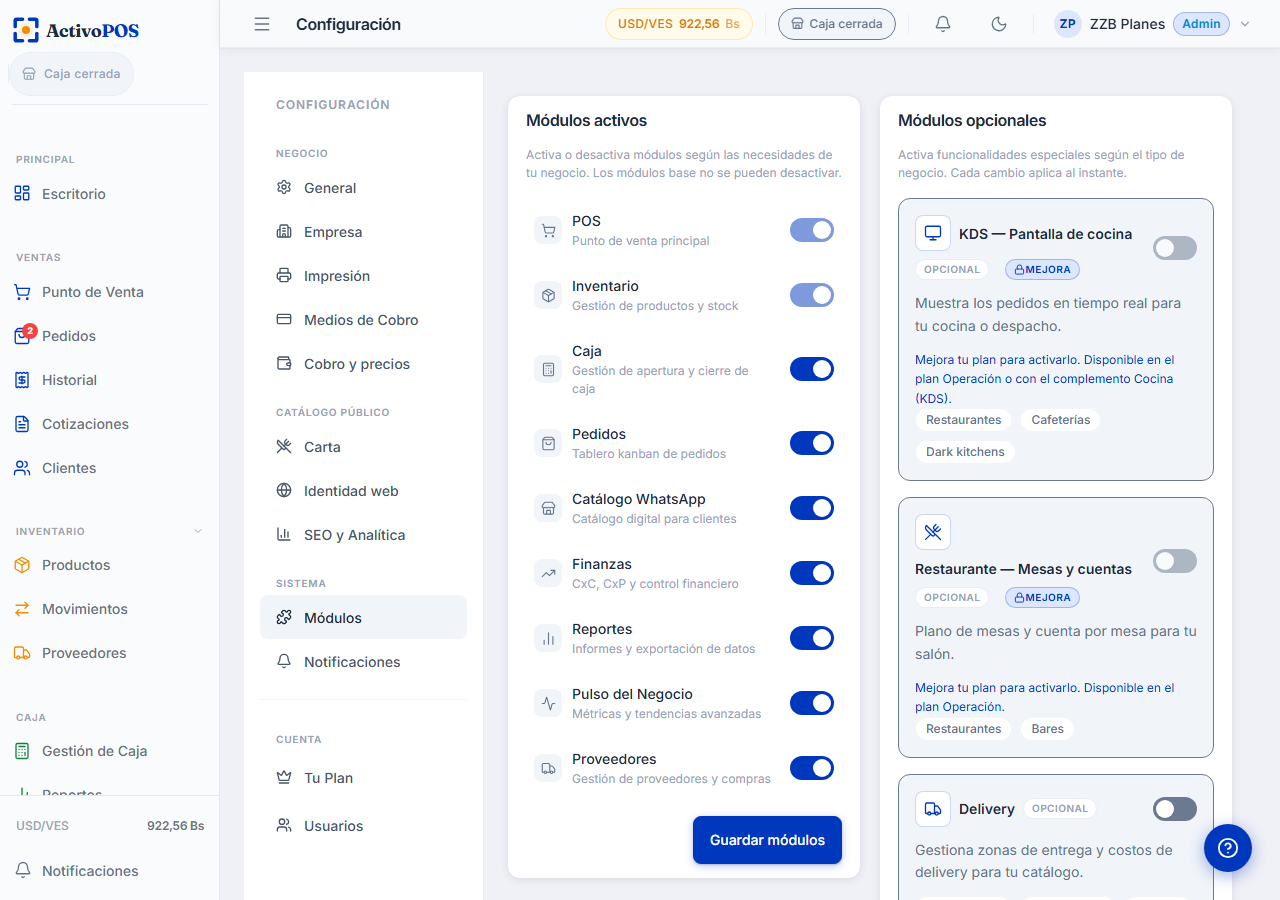 ActivoPOS
Caja cerrada
PRINCIPAL
Escritorio
VENTAS
Punto de Venta
2
Pedidos
Historial
Cotizaciones
Clientes
INVENTARIO
Productos
Movimientos
Proveedores
CAJA
Gestión de Caja
Reportes
USD/VES 922,56 Bs
Notificaciones
Configuración
USD/VES 922,56 Bs
Caja cerrada
ZP ZZB Planes Admin
CONFIGURACIÓN
NEGOCIO
General
Empresa
Impresión
Medios de Cobro
Cobro y precios
CATÁLOGO PÚBLICO
Carta
Identidad web
SEO y Analítica
SISTEMA
Módulos
Notificaciones
CUENTA
Tu Plan
Usuarios
Módulos activos
Activa o desactiva módulos según las necesidades de
tu negocio. Los módulos base no se pueden desactivar.
POS
Punto de venta principal
Inventario
Gestión de productos y stock
Caja
Gestión de apertura y cierre de
caja
Pedidos
Tablero kanban de pedidos
Catálogo WhatsApp
Catálogo digital para clientes
Finanzas
CxC, CxP y control financiero
Reportes
Informes y exportación de datos
Pulso del Negocio
Métricas y tendencias avanzadas
Proveedores
Gestión de proveedores y compras
Guardar módulos
Módulos opcionales
Activa funcionalidades especiales según el tipo de
negocio. Cada cambio aplica al instante.
KDS — Pantalla de cocina
OPCIONAL MEJORA
Muestra los pedidos en tiempo real para
tu cocina o despacho.
Mejora tu plan para activarlo. Disponible en el
plan Operación o con el complemento Cocina
(KDS).
Restaurantes Cafeterías
Dark kitchens
Restaurante — Mesas y cuentas
OPCIONAL MEJORA
Plano de mesas y cuenta por mesa para tu
salón.
Mejora tu plan para activarlo. Disponible en el
plan Operación.
Restaurantes Bares
Delivery OPCIONAL
Gestiona zonas de entrega y costos de
delivery para tu catálogo.